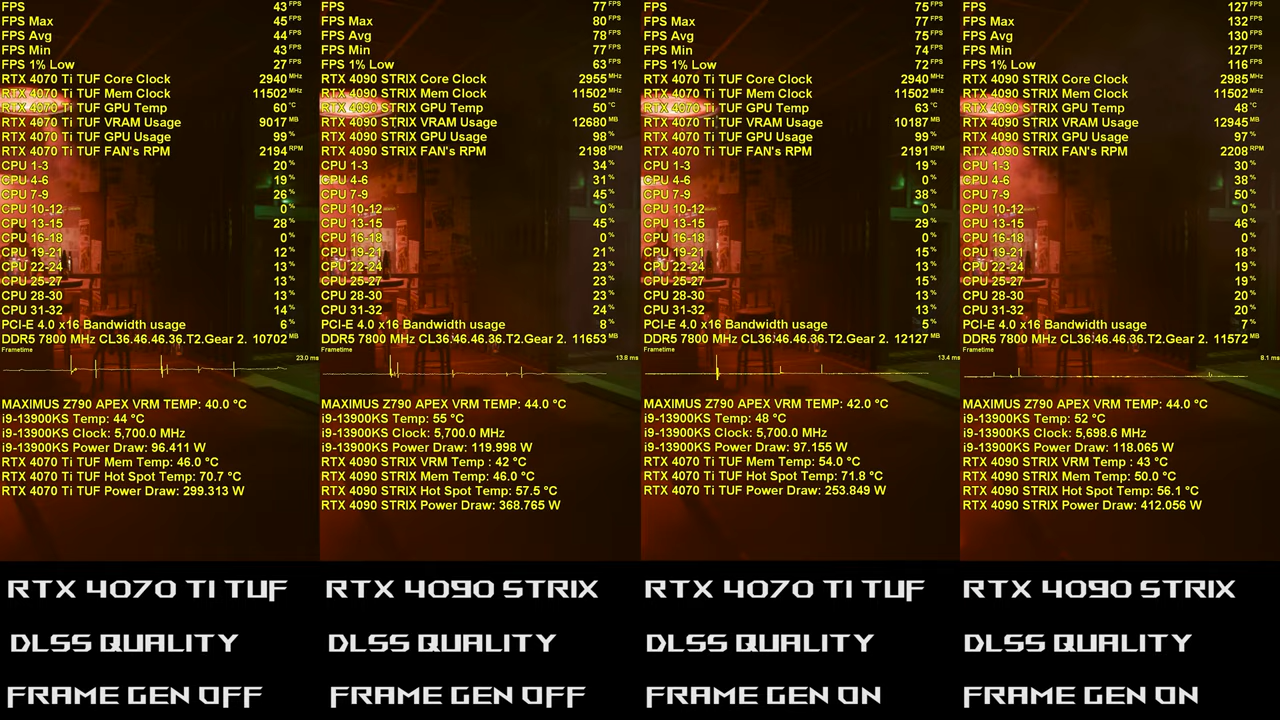 FPS 43 FPS
FPS Max 45 FPS
FPS Avg 44 FPS
FPS Min 43 FPS
FPS 1% Low 27 FPS
RTX 4070 Ti TUF Core Clock 2940 MHz
RTX 4070 Ti TUF Mem Clock 11502 MHz
RTX 4070 Ti TUF GPU Temp 60 °C
RTX 4070 Ti TUF VRAM Usage 9017 MB
RTX 4070 Ti TUF GPU Usage 99 %
RTX 4070 Ti TUF FAN's RPM 2194 RPM
CPU 1-3 20 %
CPU 4-6 19 %
CPU 7-9 26 %
CPU 10-12 0 %
CPU 13-15 28 %
CPU 16-18 0 %
CPU 19-21 12 %
CPU 22-24 13 %
CPU 25-27 13 %
CPU 28-30 13 %
CPU 31-32 14 %
PCI-E 4.0 x16 Bandwidth usage 6 %
DDR5 7800 MHz CL36.46.46.36.T2.Gear 2. 10702 MB
Frametime 23.0 ms
MAXIMUS Z790 APEX VRM TEMP: 40.0 °C
i9-13900KS Temp: 44 °C
i9-13900KS Clock: 5,700.0 MHz
i9-13900KS Power Draw: 96.411 W
RTX 4070 Ti TUF Mem Temp: 46.0 °C
RTX 4070 Ti TUF Hot Spot Temp: 70.7 °C
RTX 4070 Ti TUF Power Draw: 299.313 W
RTX 4070 TI TUF
DLSS QUALITY
FRAME GEN OFF
FPS 77 FPS
FPS Max 80 FPS
FPS Avg 78 FPS
FPS Min 77 FPS
FPS 1% Low 63 FPS
RTX 4090 STRIX Core Clock 2955 MHz
RTX 4090 STRIX Mem Clock 11502 MHz
RTX 4090 STRIX GPU Temp 50 °C
RTX 4090 STRIX VRAM Usage 12680 MB
RTX 4090 STRIX GPU Usage 98 %
RTX 4090 STRIX FAN's RPM 2198 RPM
CPU 1-3 34 %
CPU 4-6 31 %
CPU 7-9 45 %
CPU 10-12 0 %
CPU 13-15 45 %
CPU 16-18 0 %
CPU 19-21 21 %
CPU 22-24 23 %
CPU 25-27 23 %
CPU 28-30 23 %
CPU 31-32 24 %
PCI-E 4.0 x16 Bandwidth usage 8 %
DDR5 7800 MHz CL36.46.46.36.T2.Gear 2. 11653 MB
Frametime 13.8 ms
MAXIMUS Z790 APEX VRM TEMP: 44.0 °C
i9-13900KS Temp: 55 °C
i9-13900KS Clock: 5,700.0 MHz
i9-13900KS Power Draw: 119.998 W
RTX 4090 STRIX VRM Temp : 42 °C
RTX 4090 STRIX Mem Temp: 46.0 °C
RTX 4090 STRIX Hot Spot Temp: 57.5 °C
RTX 4090 STRIX Power Draw: 368.765 W
RTX 4090 STRIX
DLSS QUALITY
FRAME GEN OFF
FPS 75 FPS
FPS Max 77 FPS
FPS Avg 75 FPS
FPS Min 74 FPS
FPS 1% Low 72 FPS
RTX 4070 Ti TUF Core Clock 2940 MHz
RTX 4070 Ti TUF Mem Clock 11502 MHz
RTX 4070 Ti TUF GPU Temp 63 °C
RTX 4070 Ti TUF VRAM Usage 10187 MB
RTX 4070 Ti TUF GPU Usage 99 %
RTX 4070 Ti TUF FAN's RPM 2191 RPM
CPU 1-3 19 %
CPU 4-6 18 %
CPU 7-9 24 %
CPU 10-12 0 %
CPU 13-15 29 %
CPU 16-18 0 %
CPU 19-21 15 %
CPU 22-24 12 %
CPU 25-27 13 %
CPU 28-30 12 %
CPU 31-32 13 %
PCI-E 4.0 x16 Bandwidth usage 5 %
DDR5 7800 MHz CL36.46.46.36.T2.Gear 2. 12127 MB
Frametime 13.4 ms
MAXIMUS Z790 APEX VRM TEMP: 42.0 °C
i9-13900KS Temp: 48 °C
i9-13900KS Clock: 5,700.0 MHz
i9-13900KS Power Draw: 97.155 W
RTX 4070 Ti TUF Mem Temp: 54.0 °C
RTX 4070 Ti TUF Hot Spot Temp: 71.8 °C
RTX 4070 Ti TUF Power Draw: 253.849 W
RTX 4070 TI TUF
DLSS QUALITY
FRAME GEN ON
FPS 127 FPS
FPS Max 132 FPS
FPS Avg 130 FPS
FPS Min 127 FPS
FPS 1% Low 116 FPS
RTX 4090 STRIX Core Clock 2985 MHz
RTX 4090 STRIX Mem Clock 11502 MHz
RTX 4090 STRIX GPU Temp 48 °C
RTX 4090 STRIX VRAM Usage 12945 MB
RTX 4090 STRIX GPU Usage 97 %
RTX 4090 STRIX FAN's RPM 2208 RPM
CPU 1-3 30 %
CPU 4-6 38 %
CPU 7-9 50 %
CPU 10-12 0 %
CPU 13-15 46 %
CPU 16-18 0 %
CPU 19-21 18 %
CPU 22-24 19 %
CPU 25-27 19 %
CPU 28-30 20 %
CPU 31-32 20 %
PCI-E 4.0 x16 Bandwidth usage 7 %
DDR5 7800 MHz CL36.46.46.36.T2.Gear 2. 11572 MB
Frametime 8.1 ms
MAXIMUS Z790 APEX VRM TEMP: 44.0 °C
i9-13900KS Temp: 52 °C
i9-13900KS Clock: 5,698.6 MHz
i9-13900KS Power Draw: 118.065 W
RTX 4090 STRIX VRM Temp : 43 °C
RTX 4090 STRIX Mem Temp: 50.0 °C
RTX 4090 STRIX Hot Spot Temp: 56.1 °C
RTX 4090 STRIX Power Draw: 412.056 W
RTX 4090 STRIX
DLSS QUALITY
FRAME GEN ON